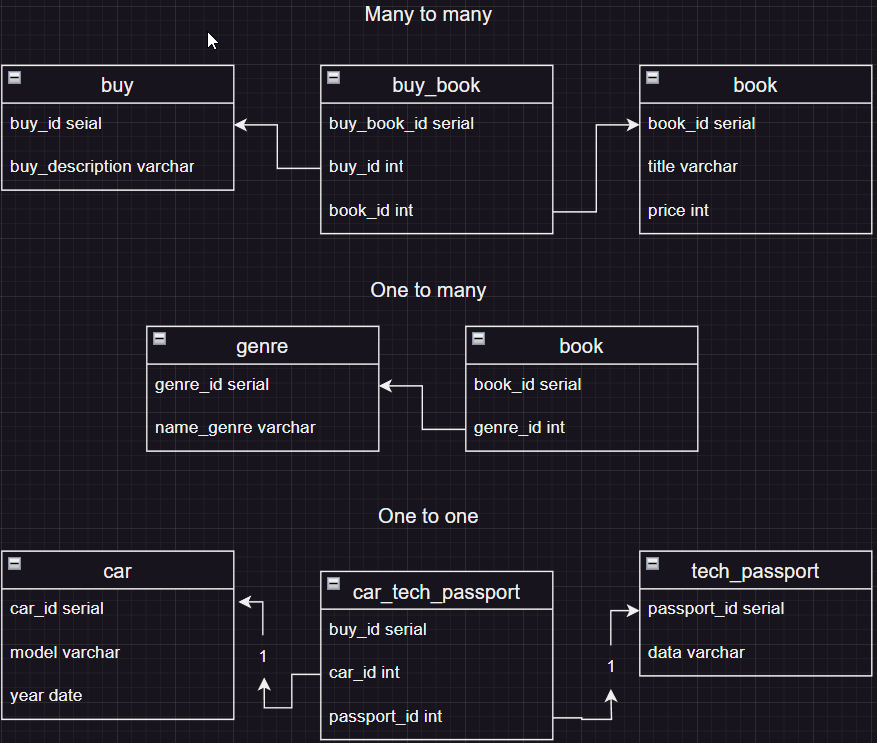 Many to many
buy
buy_id seial
buy_description varchar
buy_book
buy_book_id serial
buy_id int
book_id int
book
book_id serial
title varchar
price int
One to many
genre
genre_id serial
name_genre varchar
book
book_id serial
genre_id int
One to one
car
car_id serial
model varchar
year date
1
car_tech_passport
buy_id serial
car_id int
passport_id int
1
tech_passport
passport_id serial
data varchar